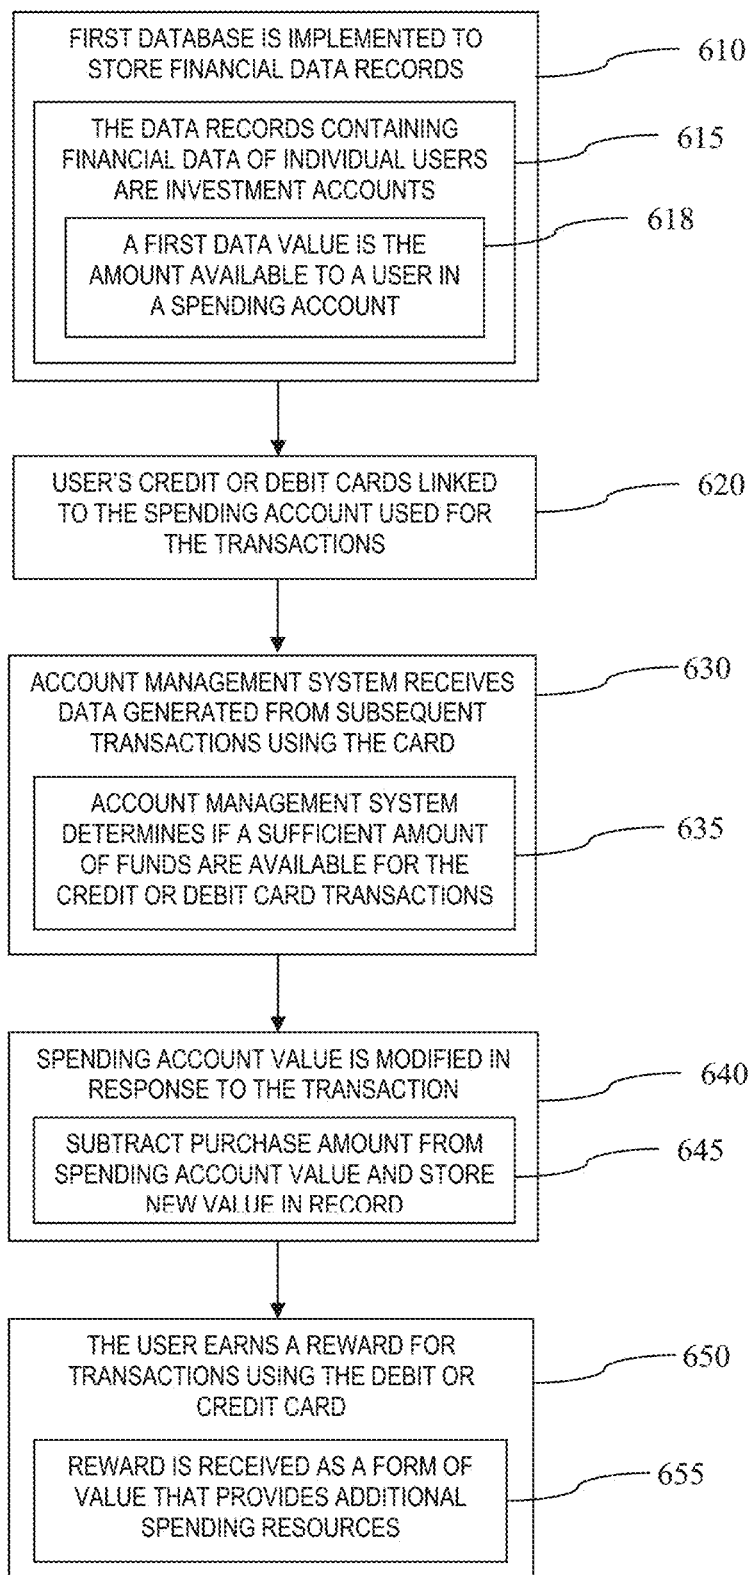 FIRST DATABASE IS IMPLEMENTED TO
STORE FINANCIAL DATA RECORDS
610
THE DATA RECORDS CONTAINING
FINANCIAL DATA OF INDIVIDUAL USERS
ARE INVESTMENT ACCOUNTS
615
A FIRST DATA VALUE IS THE
AMOUNT AVAILABLE TO A USER IN
A SPENDING ACCOUNT
618
USER'S CREDIT OR DEBIT CARDS LINKED
TO THE SPENDING ACCOUNT USED FOR
THE TRANSACTIONS
620
ACCOUNT MANAGEMENT SYSTEM RECEIVES
DATA GENERATED FROM SUBSEQUENT
TRANSACTIONS USING THE CARD
630
ACCOUNT MANAGEMENT SYSTEM
DETERMINES IF A SUFFICIENT AMOUNT
OF FUNDS ARE AVAILABLE FOR THE
CREDIT OR DEBIT CARD TRANSACTIONS
635
SPENDING ACCOUNT VALUE IS MODIFIED IN
RESPONSE TO THE TRANSACTION
640
SUBTRACT PURCHASE AMOUNT FROM
SPENDING ACCOUNT VALUE AND STORE
NEW VALUE IN RECORD
645
THE USER EARNS A REWARD FOR
TRANSACTIONS USING THE DEBIT OR
CREDIT CARD
650
REWARD IS RECEIVED AS A FORM OF
VALUE THAT PROVIDES ADDITIONAL
SPENDING RESOURCES
655